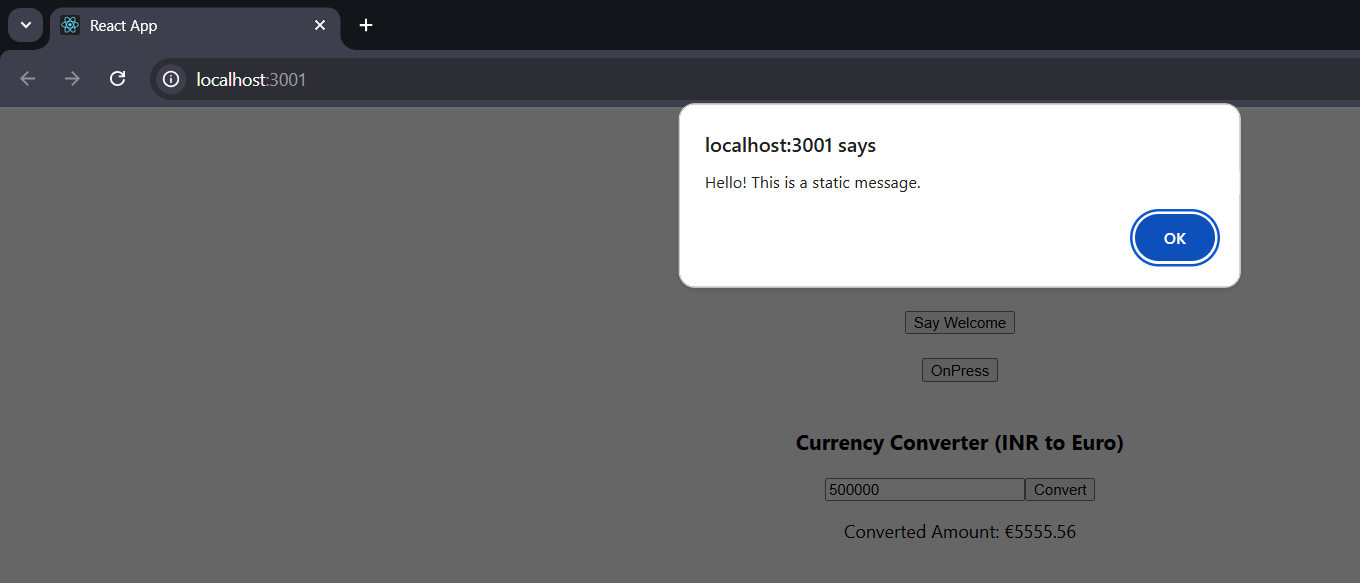 React App
localhost:3001
localhost:3001 says
Hello! This is a static message.
OK
Say Welcome
OnPress
Currency Converter (INR to Euro)
500000 Convert
Converted Amount: €5555.56